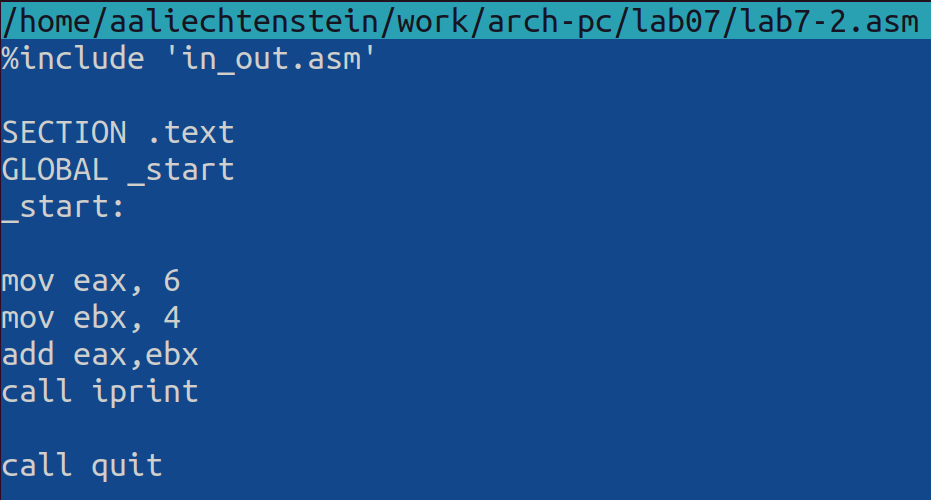 /home/aaliechtenstein/work/arch-pc/lab07/lab7-2.asm
%include 'in_out.asm'
SECTION .text
GLOBAL _start
_start:
mov eax, 6
mov ebx, 4
add eax,ebx
call iprint
call quit